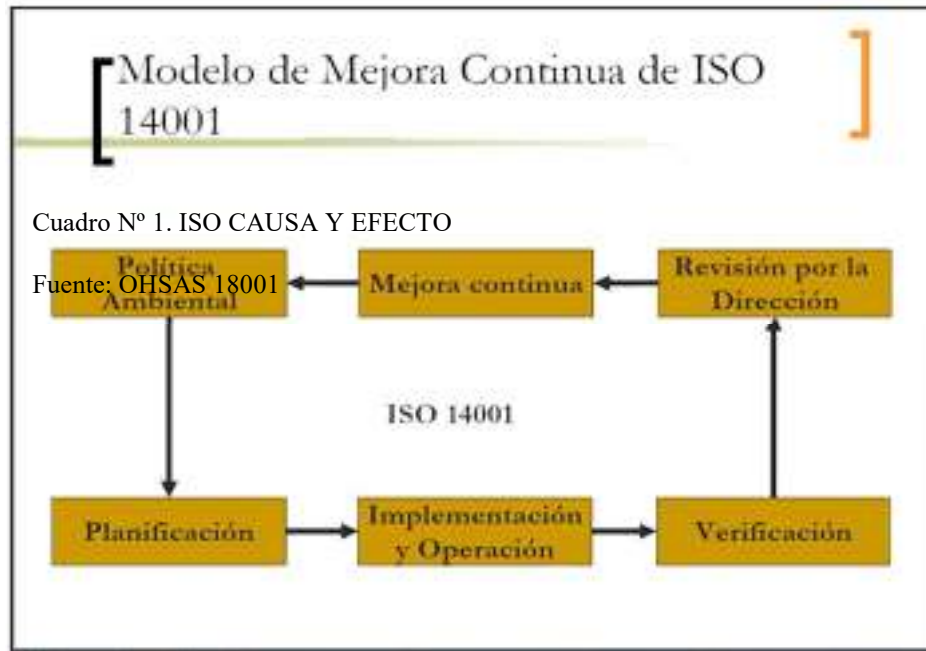 Modelo de Mejora Continua de ISO
14001
Cuadro Nº 1. ISO CAUSA Y EFECTO
Fuente: OHSAS 18001
Política
Ambiental
Mejora continua
Revisión por la
Dirección
ISO 14001
Planificación
Implementación
y Operación
Verificación